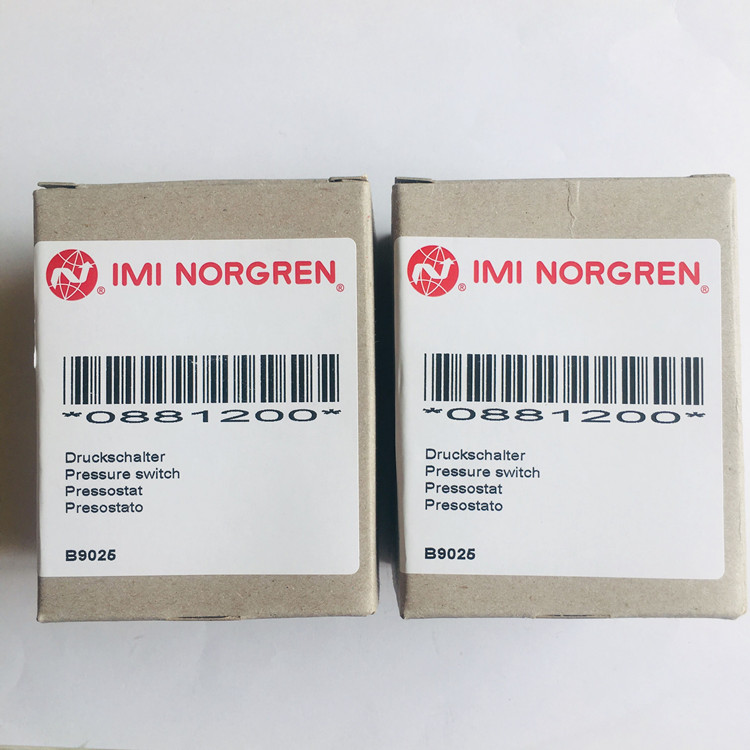 IMI NORGREN®
*0881200*
Druckschalter
Pressure switch
Pressostat
Presostato
B9025
IMI NORGREN®
*0881200*
Druckschalter
Pressure switch
Pressostat
Presostato
B9025